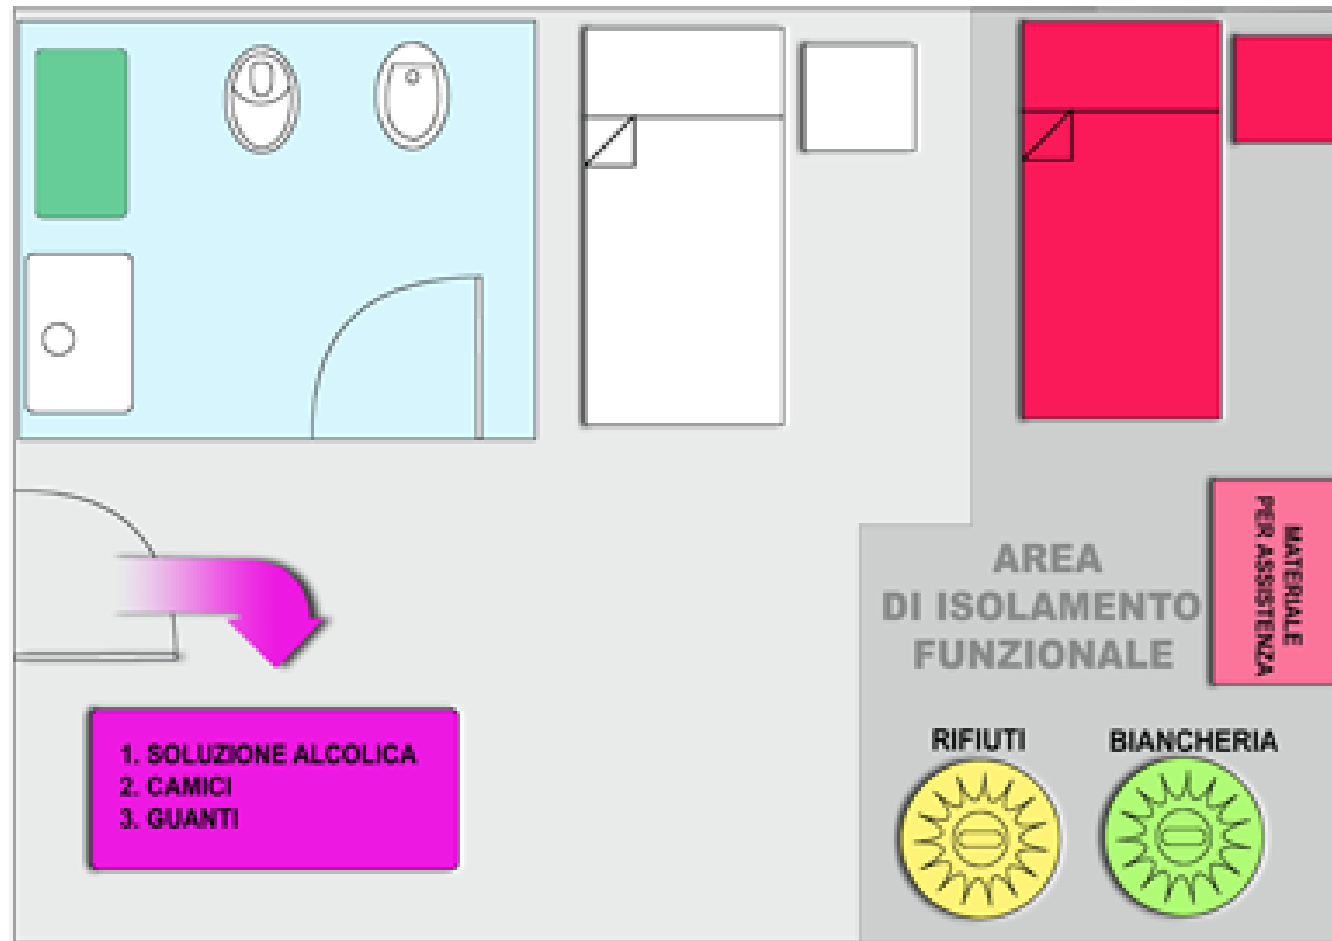 AREA
DI ISOLAMENTO
FUNZIONALE
MATERIALE
PER ASSISTENZA
RIFIUTI
BIANCHERIA
1. SOLUZIONE ALCOLICA
2. CAMICI
3. GUANTI